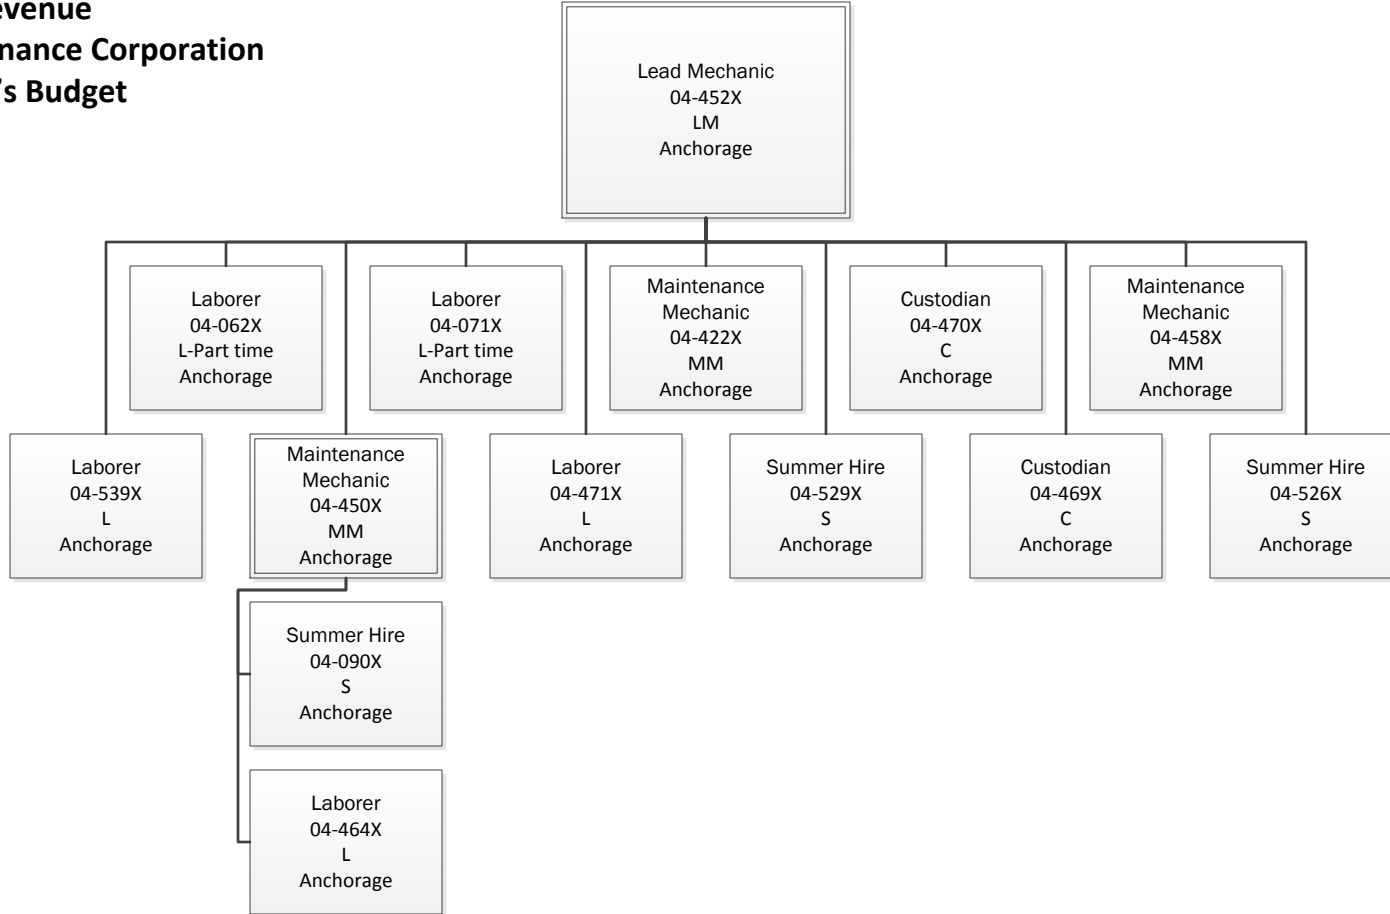 evenue
nance Corporation
's Budget
Lead Mechanic
04-452X
LM
Anchorage
Laborer
04-062X
L-Part time
Anchorage
Laborer
04-071X
L-Part time
Anchorage
Maintenance
Mechanic
04-422X
MM
Anchorage
Custodian
04-470X
C
Anchorage
Maintenance
Mechanic
04-458X
MM
Anchorage
Laborer
04-539X
L
Anchorage
Maintenance
Mechanic
04-450X
MM
Anchorage
Laborer
04-471X
L
Anchorage
Summer Hire
04-529X
S
Anchorage
Custodian
04-469X
C
Anchorage
Summer Hire
04-526X
S
Anchorage
Summer Hire
04-090X
S
Anchorage
Laborer
04-464X
L
Anchorage